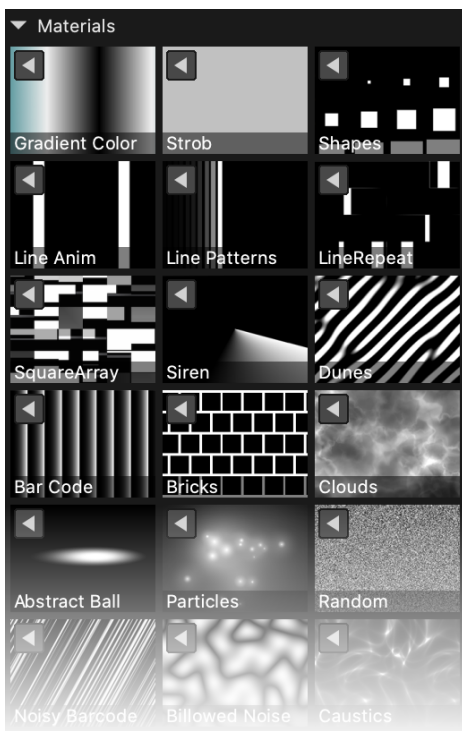 Materials
Gradient Color
Strob
Shapes
Line Anim
Line Patterns
LineRepeat
SquareArray
Siren
Dunes
Bar Code
Bricks
Clouds
Abstract Ball
Particles
Random
Noisy Barcode
Billowed Noise
Caustics